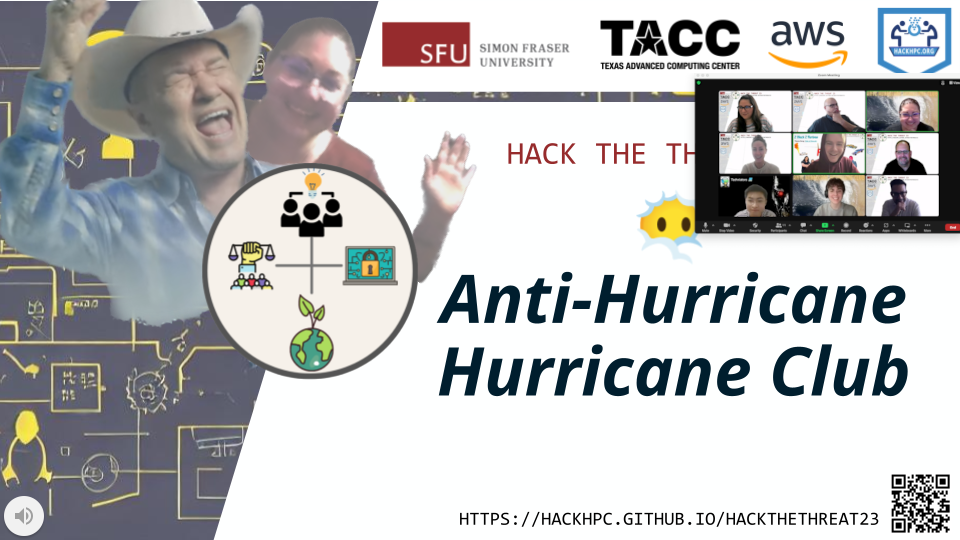 SFU SIMON FRASER
UNIVERSITY
TACC
TEXAS ADVANCED COMPUTING CENTER
aws
HACKHPC.ORG
HACK THE TH
Anti-Hurricane
Hurricane Club
HTTPS://HACKHPC.GITHUB.IO/HACKTHETHREAT23